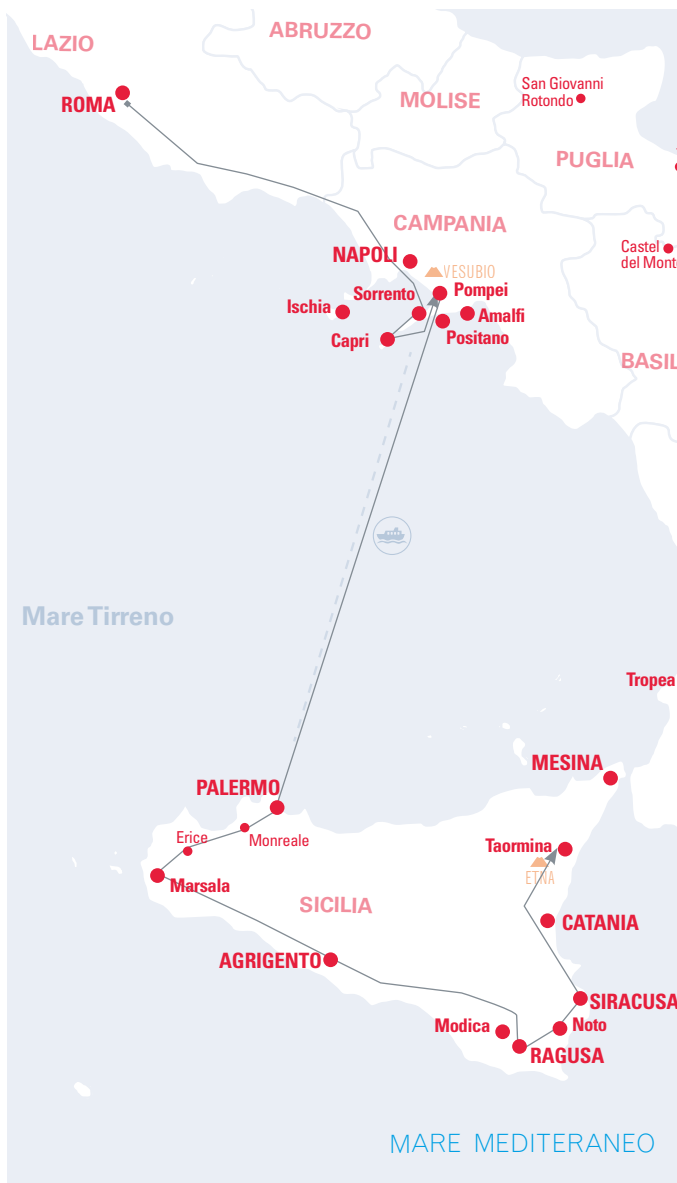 LAZIO
ABRUZZO
ROMA
MOLISE
San Giovanni
Rotondo
PUGLIA
CAMPANIA
NAPOLI
VESUBIO
Castel
del Mont
Ischia
Sorrento
Pompei
Amalfi
Capri
Positano
BASIL
Mare Tirreno
Tropea
MESINA
PALERMO
Erice
Monreale
Taormina
ETNA
Marsala
SICILIA
CATANIA
AGRIGENTO
SIRACUSA
Modica
Noto
RAGUSA
MARE MEDITERANEO